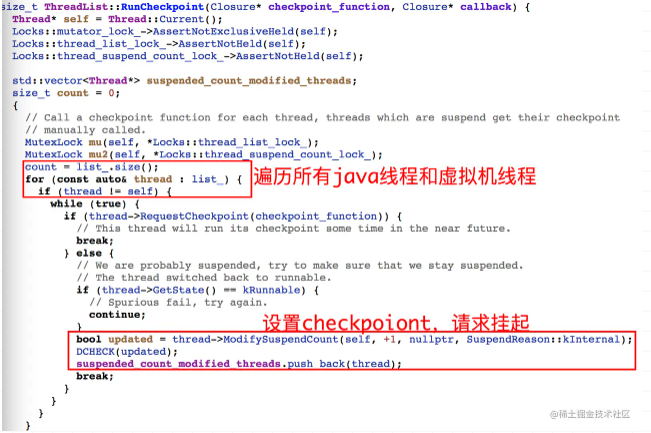 size_t ThreadList::RunCheckpoint(Closure* checkpoint_function, Closure* callback) {
Thread* self = Thread::Current();
Locks::mutator_lock_->AssertNotExclusiveHeld(self);
Locks::thread_list_lock_->AssertNotHeld(self);
Locks::thread_suspend_count_lock_->AssertNotHeld(self);
std::vector<Thread*> suspended_count_modified_threads;
size_t count = 0;
{
// Call a checkpoint function for each thread, threads which are suspend get their checkpoint
// manually called.
MutexLock mu(self, *Locks::thread_list_lock_);
MutexLock mu2(self, *Locks::thread_suspend_count_lock_);
count = list_.size();
for (const auto& thread : list_) { 遍历所有java线程和虚拟机线程
if (thread != self) {
while (true) {
if (thread->RequestCheckpoint(checkpoint_function)) {
// This thread will run its checkpoint some time in the near future.
break;
} else {
// We are probably suspended, try to make sure that we stay suspended.
// The thread switched back to runnable.
if (thread->GetState() == kRunnable) {
// Spurious fail, try again.
continue;
} 设置checkpoiont，请求挂起
bool updated = thread->ModifySuspendCount(self, +1, nullptr, SuspendReason::kInternal);
DCHECK(updated);
suspended_count_modified_threads.push_back(thread);
break;
}
}
}
}
}
@稀土掘金技术社区